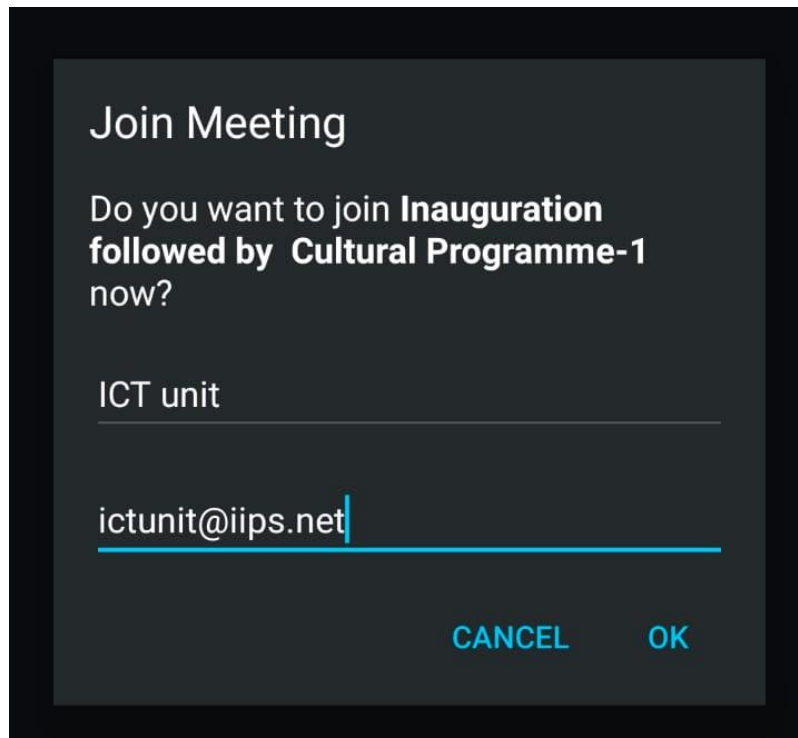 Join Meeting
Do you want to join Inauguration
followed by  Cultural Programme-1
now?
ICT unit
ictunit@iips.net
CANCEL OK